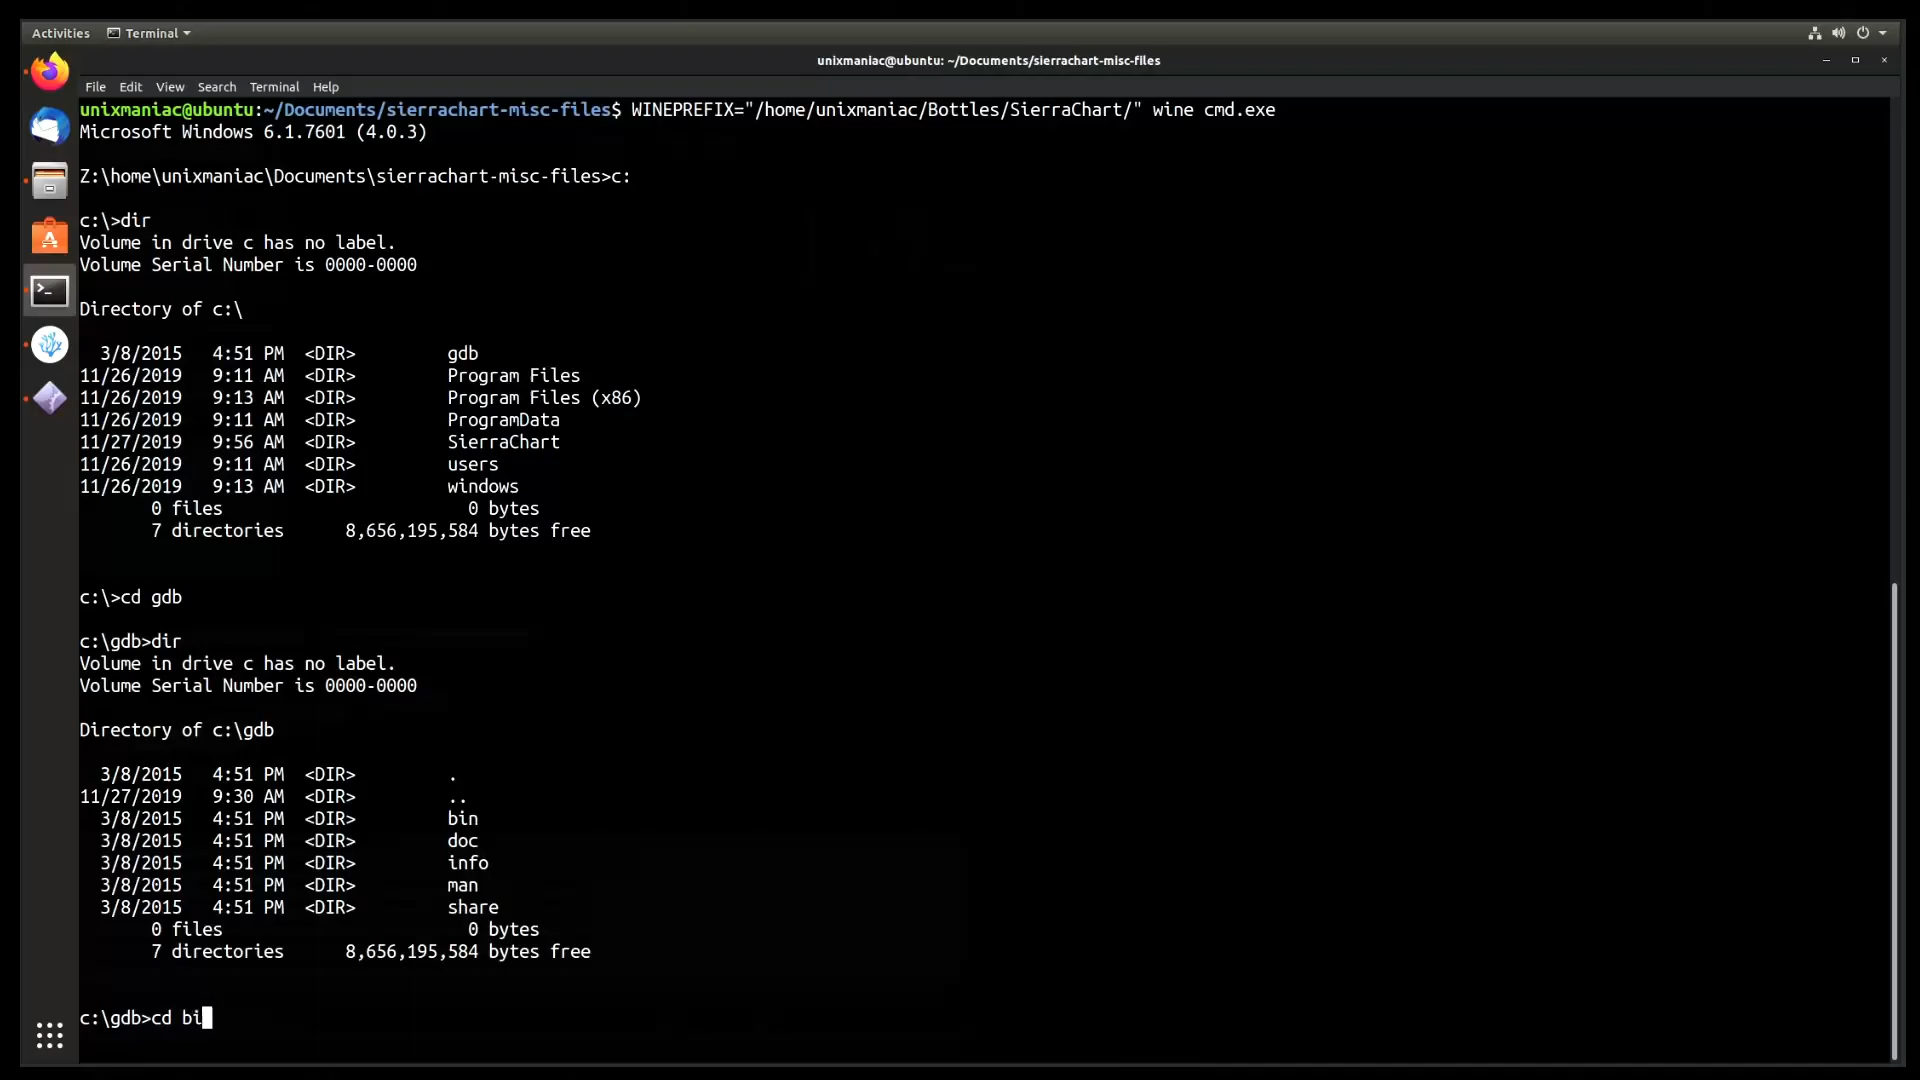 Activities Terminal
unixmaniac@ubuntu: ~/Documents/sierrachart-misc-files
File Edit View Search Terminal Help
unixmaniac@ubuntu:~/Documents/sierrachart-misc-files$ WINEPREFIX="/home/unixmaniac/Bottles/SierraChart/" wine cmd.exe
Microsoft Windows 6.1.7601 (4.0.3)
Z:\home\unixmaniac\Documents\sierrachart-misc-files>c:
c:\>dir
Volume in drive c has no label.
Volume Serial Number is 0000-0000
Directory of c:\
3/8/2015 4:51 PM <DIR> gdb
11/26/2019 9:11 AM <DIR> Program Files
11/26/2019 9:13 AM <DIR> Program Files (x86)
11/26/2019 9:11 AM <DIR> ProgramData
11/27/2019 9:56 AM <DIR> SierraChart
11/26/2019 9:11 AM <DIR> users
11/26/2019 9:13 AM <DIR> windows
0 files 0 bytes
7 directories 8,656,195,584 bytes free
c:\>cd gdb
c:\gdb>dir
Volume in drive c has no label.
Volume Serial Number is 0000-0000
Directory of c:\gdb
3/8/2015 4:51 PM <DIR> .
11/27/2019 9:30 AM <DIR> ..
3/8/2015 4:51 PM <DIR> bin
3/8/2015 4:51 PM <DIR> doc
3/8/2015 4:51 PM <DIR> info
3/8/2015 4:51 PM <DIR> man
3/8/2015 4:51 PM <DIR> share
0 files 0 bytes
7 directories 8,656,195,584 bytes free
c:\gdb>cd bi